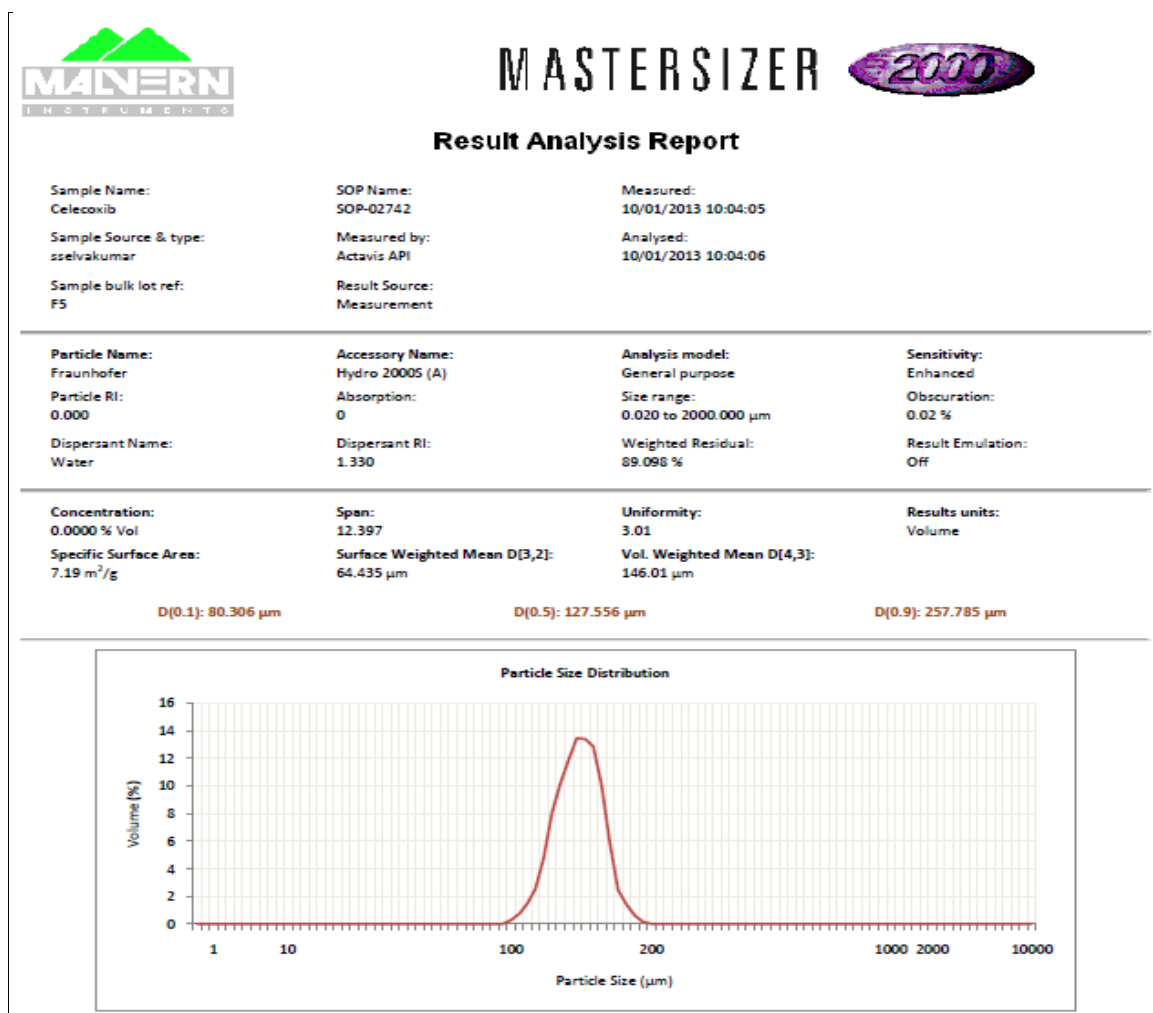 MALVERN
INSTRUMENTS
MASTERSIZER 2000
Result Analysis Report
Sample Name: SOP Name: Measured:
Celecoxib SOP-02742 10/01/2013 10:04:05
Sample Source & type: Measured by: Analysed:
sselvakumar Actavis API 10/01/2013 10:04:06
Sample bulk lot ref: Result Source:
F5 Measurement
Particle Name: Accessory Name: Analysis model: Sensitivity:
Fraunhofer Hydro 2000S (A) General purpose Enhanced
Particle RI: Absorption: Size range: Obscuration:
0.000 0 0.020 to 2000.000 µm 0.02 %
Dispersant Name: Dispersant RI: Weighted Residual: Result Emulation:
Water 1.330 89.098 % Off
Concentration: Span: Uniformity: Results units:
0.0000 % Vol 12.397 3.01 Volume
Specific Surface Area: Surface Weighted Mean D[3,2]: Vol. Weighted Mean D[4,3]:
7.19 m²/g 64.435 µm 146.01 µm
D(0.1): 80.306 µm D(0.5): 127.556 µm D(0.9): 257.785 µm
Particle Size Distribution
16
14
12
10
8
6
4
2
0
Volume (%)
1 10 100 200 1000 2000 10000
Particle Size (µm)